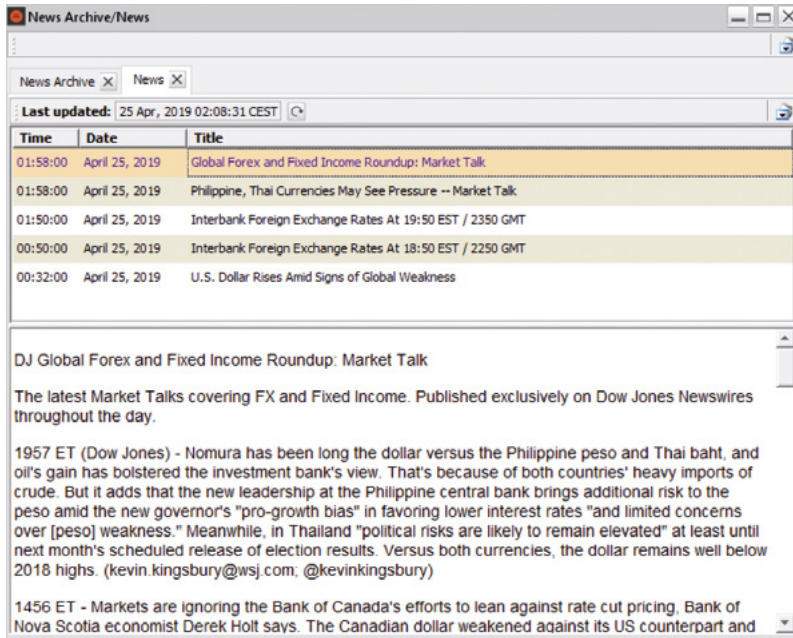 News Archive/News
News Archive
News
Last updated: 25 Apr, 2019 02:08:31 CEST
Time Date Title
01:58:00 April 25, 2019 Global Forex and Fixed Income Roundup: Market Talk
01:58:00 April 25, 2019 Philippine, Thai Currencies May See Pressure -- Market Talk
01:50:00 April 25, 2019 Interbank Foreign Exchange Rates At 19:50 EST / 2350 GMT
00:50:00 April 25, 2019 Interbank Foreign Exchange Rates At 18:50 EST / 2250 GMT
00:32:00 April 25, 2019 U.S. Dollar Rises Amid Signs of Global Weakness
DJ Global Forex and Fixed Income Roundup: Market Talk
The latest Market Talks covering FX and Fixed Income. Published exclusively on Dow Jones Newswires
throughout the day.
1957 ET (Dow Jones) - Nomura has been long the dollar versus the Philippine peso and Thai baht, and
oil's gain has bolstered the investment bank's view. That's because of both countries' heavy imports of
crude. But it adds that the new leadership at the Philippine central bank brings additional risk to the
peso amid the new governor's "pro-growth bias" in favoring lower interest rates "and limited concerns
over [peso] weakness." Meanwhile, in Thailand "political risks are likely to remain elevated" at least until
next month's scheduled release of election results. Versus both currencies, the dollar remains well below
2018 highs. (kevin.kingsbury@wsj.com; @kevinkingsbury)
1456 ET - Markets are ignoring the Bank of Canada's efforts to lean against rate cut pricing, Bank of
Nova Scotia economist Derek Holt says. The Canadian dollar weakened against its US counterpart and